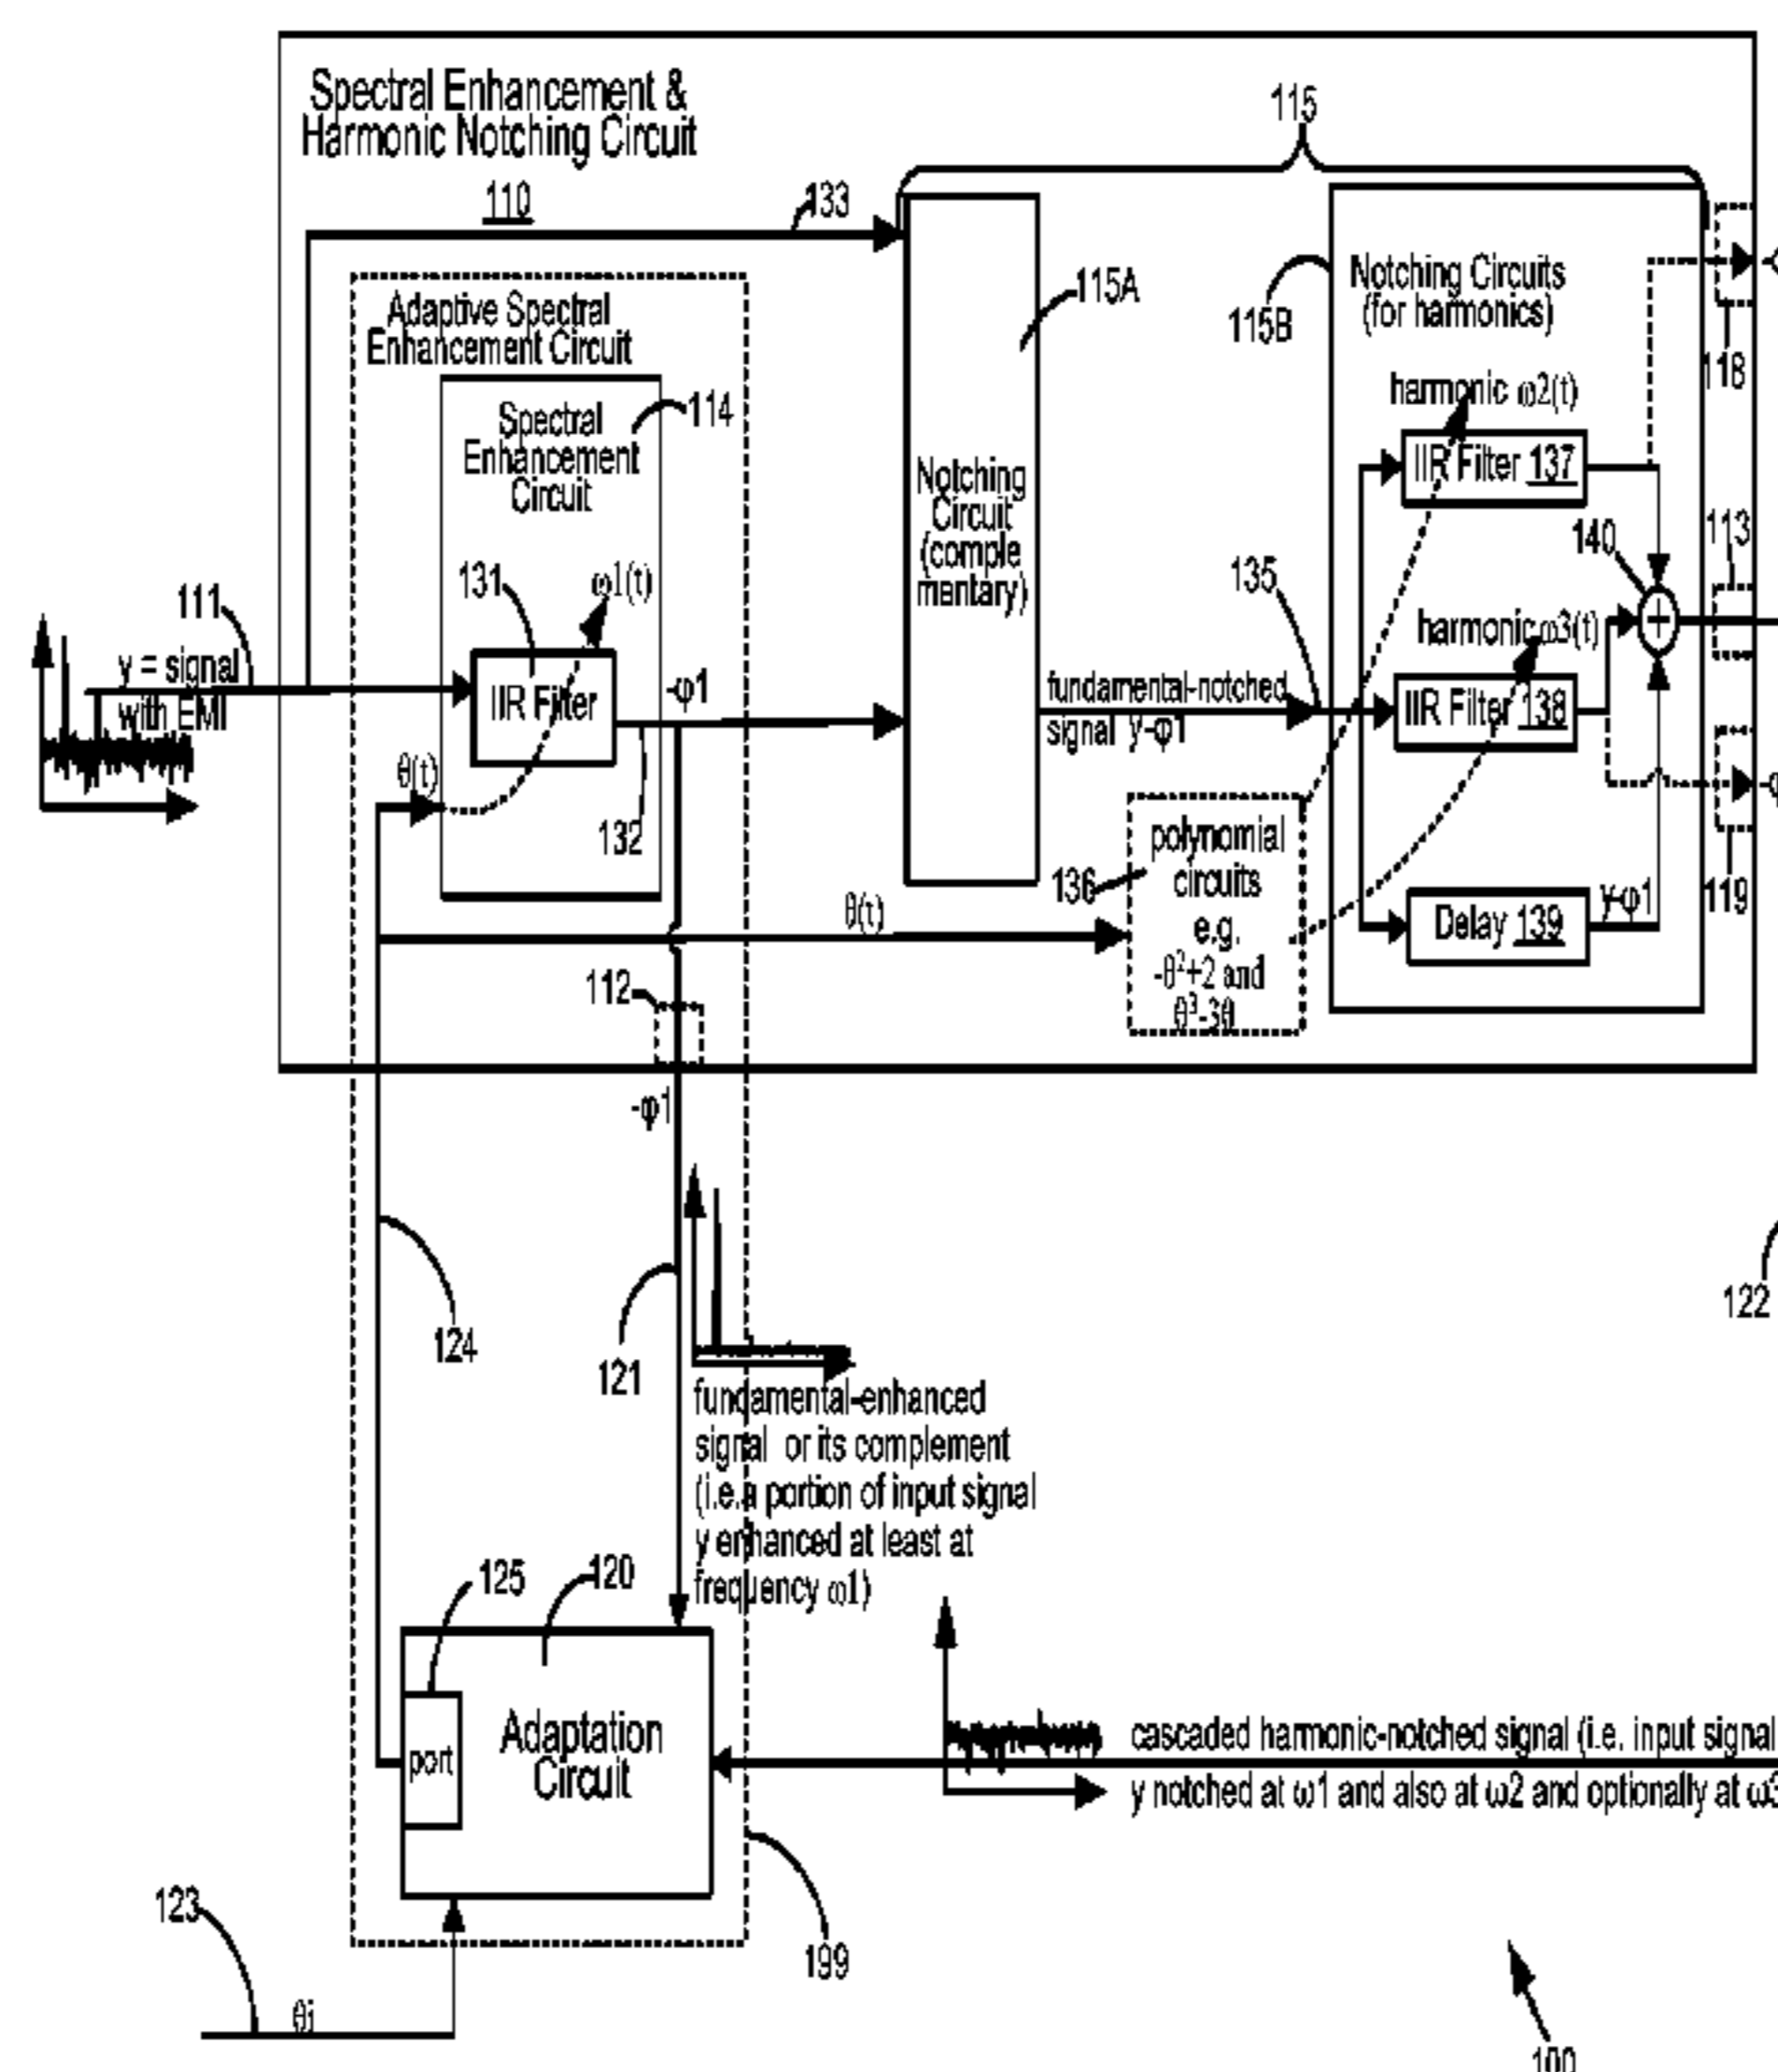 Spectral Enhancement &
Harmonic Notching Circuit
110
133
115
Adaptive Spectral
Enhancement Circuit
Spectral
Enhancement
Circuit
114
131
ω1(t)
IIR Filter
-φ1
132
θ(t)
111
y = signal
with EMI
115A
Notching
Circuit
(comple
mentary)
115B
Notching Circuits
(for harmonics)
harmonic ω2(t)
IIR Filter 137
140
118
113
135
harmonic ω3(t)
IIR Filter 138
+
fundamental-notched
signal y-φ1
136
polynomial
circuits
e.g.
-θ²+2 and
θ³-3θ
Delay 139
y-φ1
119
θ(t)
112
-φ1
124
121
122
fundamental-enhanced
signal or its complement
(i.e.a portion of input signal
y enhanced at least at
frequency ω1)
125
120
port
Adaptation
Circuit
cascaded harmonic-notched signal (i.e. input signal
y notched at ω1 and also at ω2 and optionally at ω3
123
θi
199
100